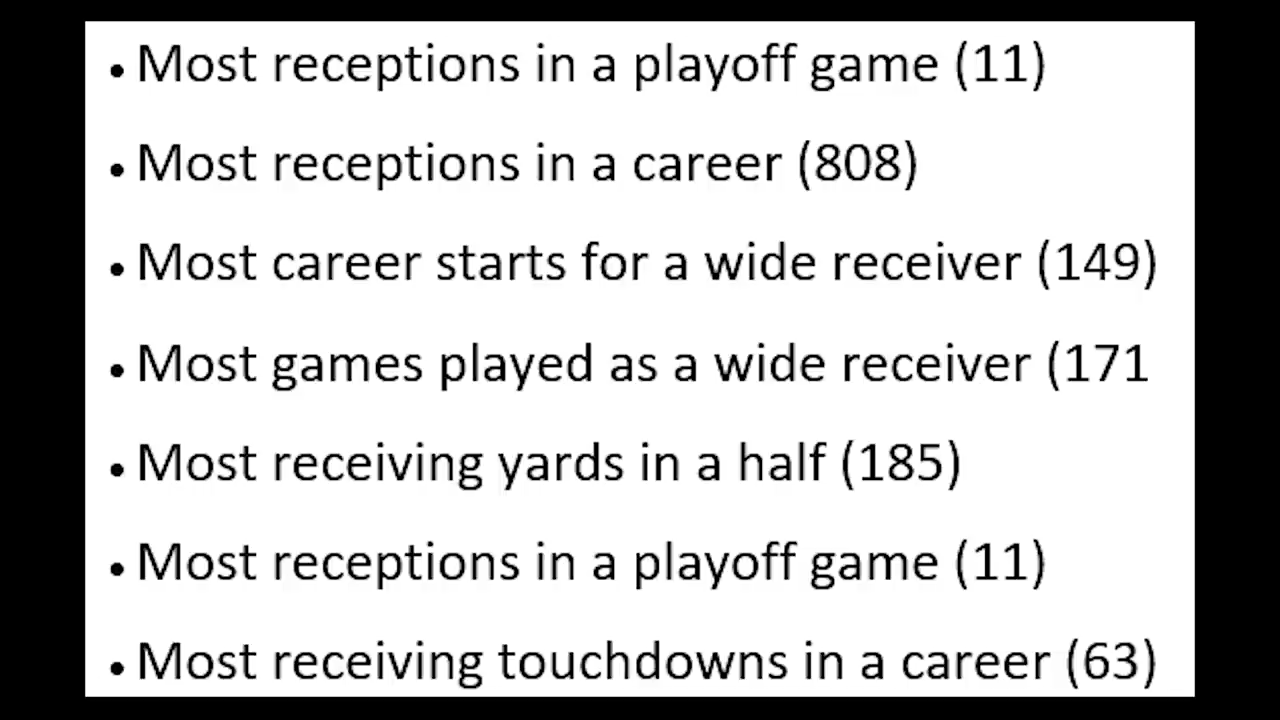 • Most receptions in a playoff game (11)
• Most receptions in a career (808)
• Most career starts for a wide receiver (149)
• Most games played as a wide receiver (171
• Most receiving yards in a half (185)
• Most receptions in a playoff game (11)
• Most receiving touchdowns in a career (63)